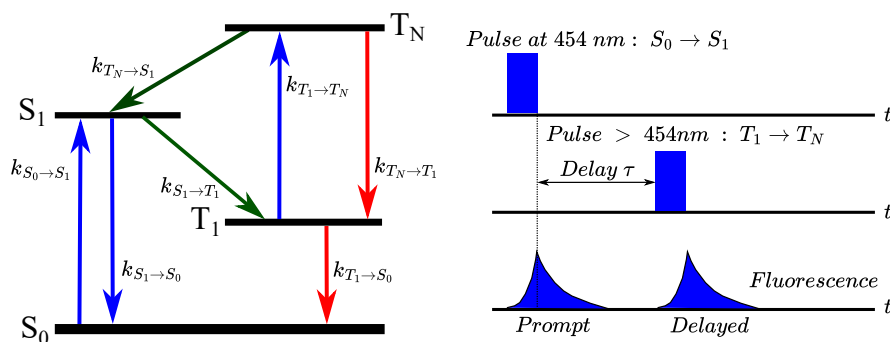 T_N
k_{T_N→S_1}
k_{T_1→T_N}
S_1
k_{S_0→S_1}
k_{S_1→T_1}
k_{T_N→T_1}
T_1
k_{S_1→S_0}
k_{T_1→S_0}
S_0
Pulse at 454 nm : S_0 → S_1
t
Pulse > 454nm : T_1 → T_N
Delay τ
t
Fluorescence
t
Prompt
Delayed